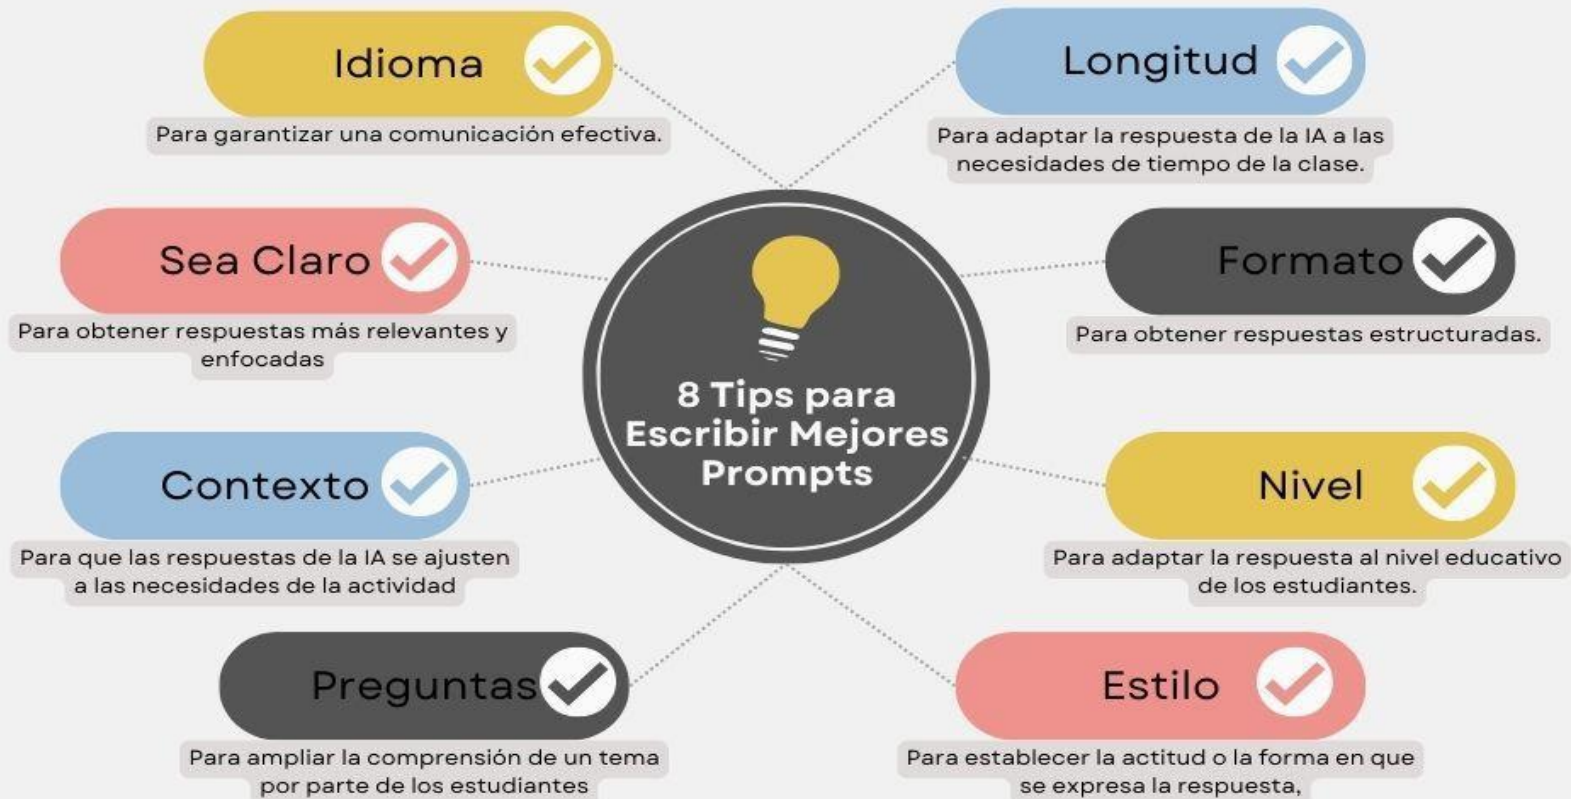 Idioma
Para garantizar una comunicación efectiva.
Sea Claro
Para obtener respuestas más relevantes y
enfocadas
Contexto
Para que las respuestas de la IA se ajusten
a las necesidades de la actividad
Preguntas
Para ampliar la comprensión de un tema
por parte de los estudiantes
8 Tips para
Escribir Mejores
Prompts
Longitud
Para adaptar la respuesta de la IA a las
necesidades de tiempo de la clase.
Formato
Para obtener respuestas estructuradas.
Nivel
Para adaptar la respuesta al nivel educativo
de los estudiantes.
Estilo
Para establecer la actitud o la forma en que
se expresa la respuesta,